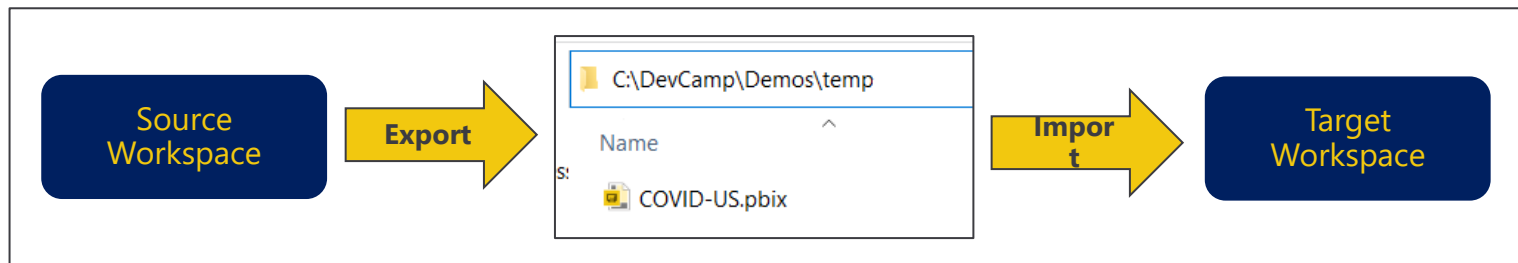 Source
Workspace
Export
C:\DevCamp\Demos\temp
Name
s:
COVID-US.pbix
Impor
t
Target
Workspace